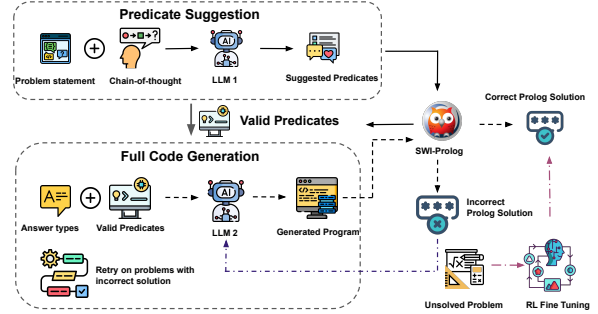 Predicate Suggestion
Problem statement
Chain-of-thought
LLM 1
Suggested Predicates
AI
Valid Predicates
SWI-Prolog
Correct Prolog Solution
Full Code Generation
Answer types
Valid Predicates
LLM 2
AI
Generated Program
Incorrect
Prolog Solution
Retry on problems with
incorrect solution
Unsolved Problem
RL Fine Tuning